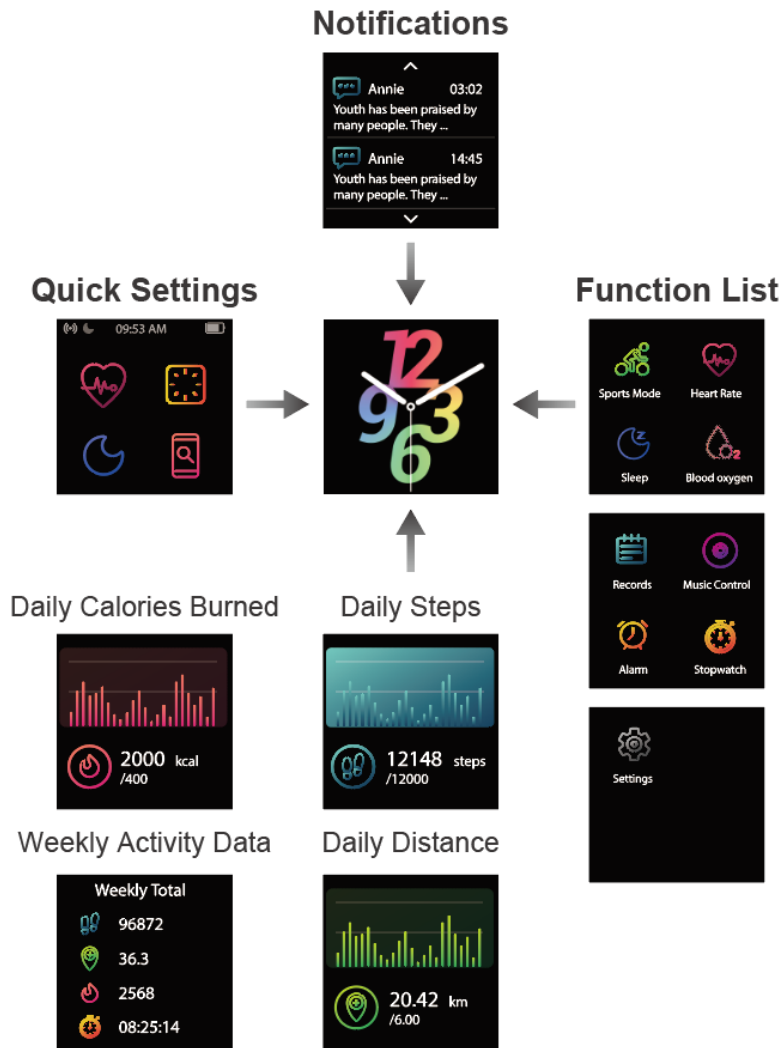 Notifications
Annie 03:02
Youth has been praised by
many people. They ...
Annie 14:45
Youth has been praised by
many people. They ...
Quick Settings
09:53 AM
12
9 3
6
Function List
Sports Mode Heart Rate
Sleep Blood oxygen
Records Music Control
Alarm Stopwatch
Settings
Daily Calories Burned
2000 kcal
/400
Daily Steps
12148 steps
/12000
Weekly Activity Data
Weekly Total
96872
36.3
2568
08:25:14
Daily Distance
20.42 km
/6.00